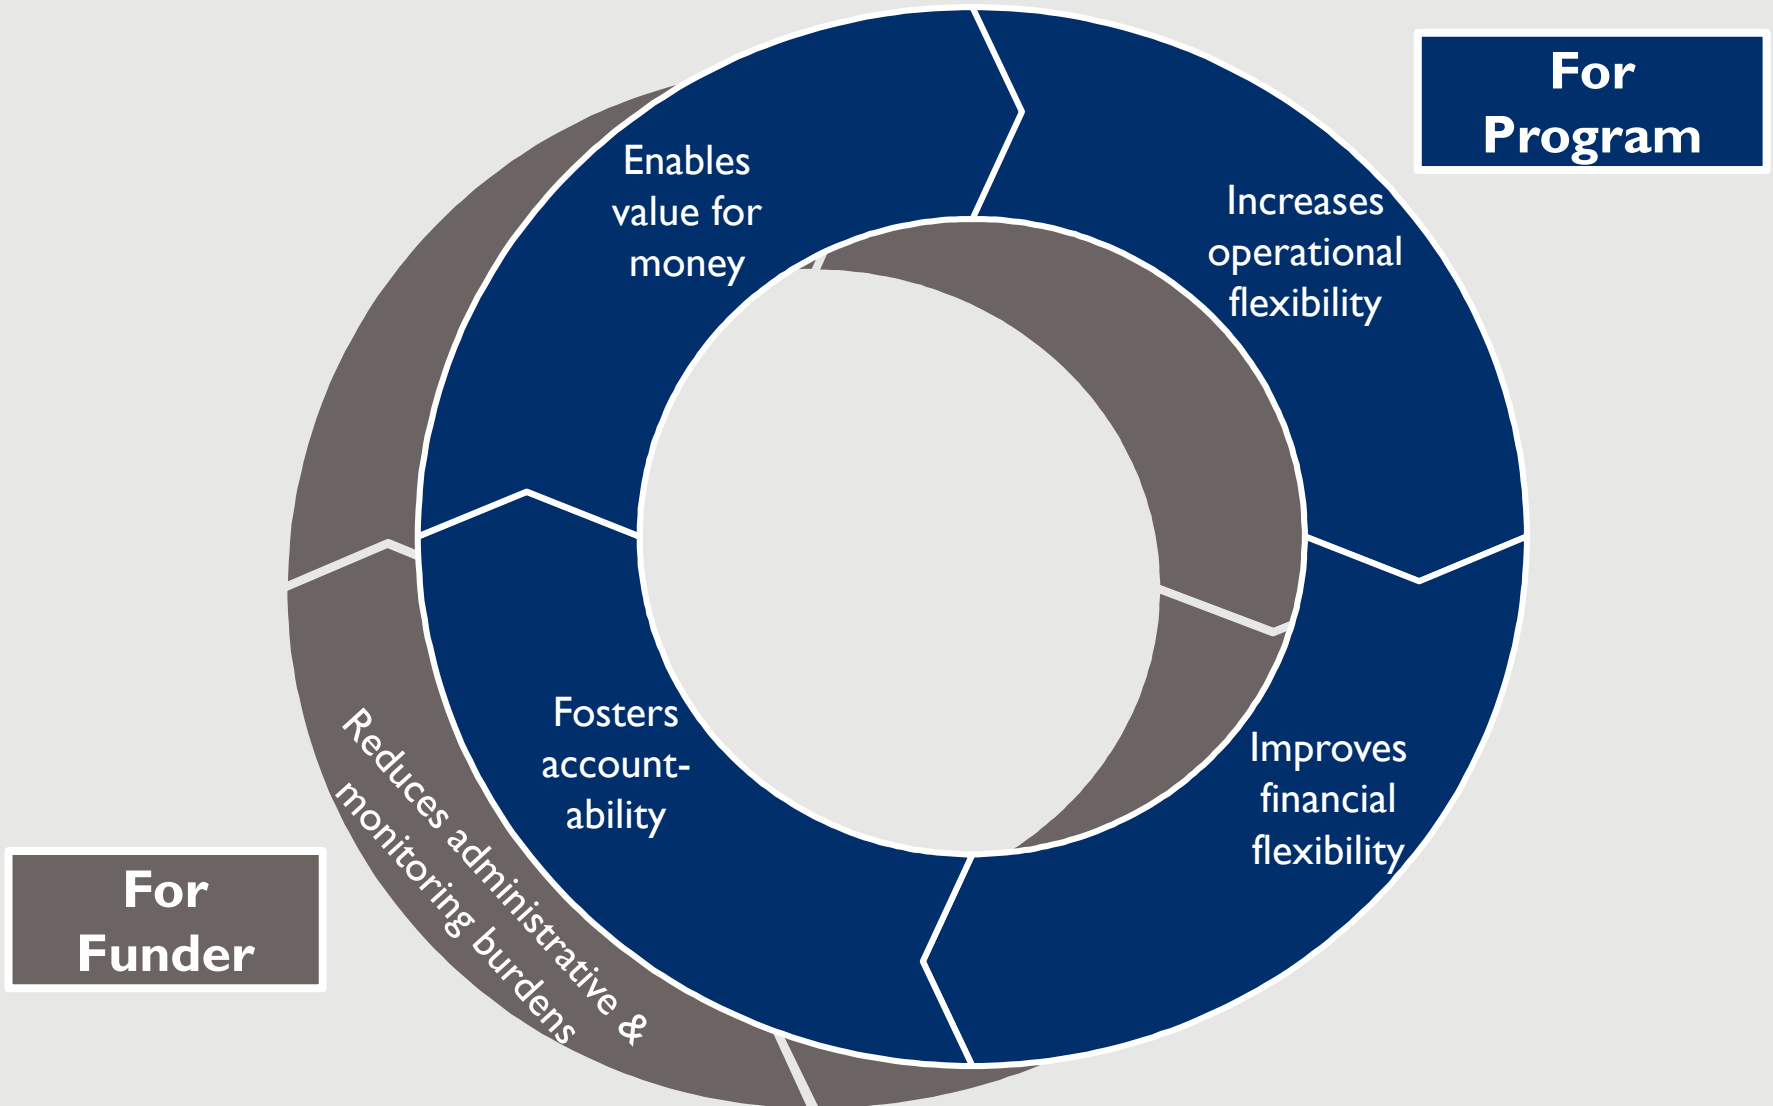 For
Program
Enables
value for
money
Increases
operational
flexibility
Fosters
account-
ability
Improves
financial
flexibility
For
Funder
Reduces administrative &
monitoring burdens